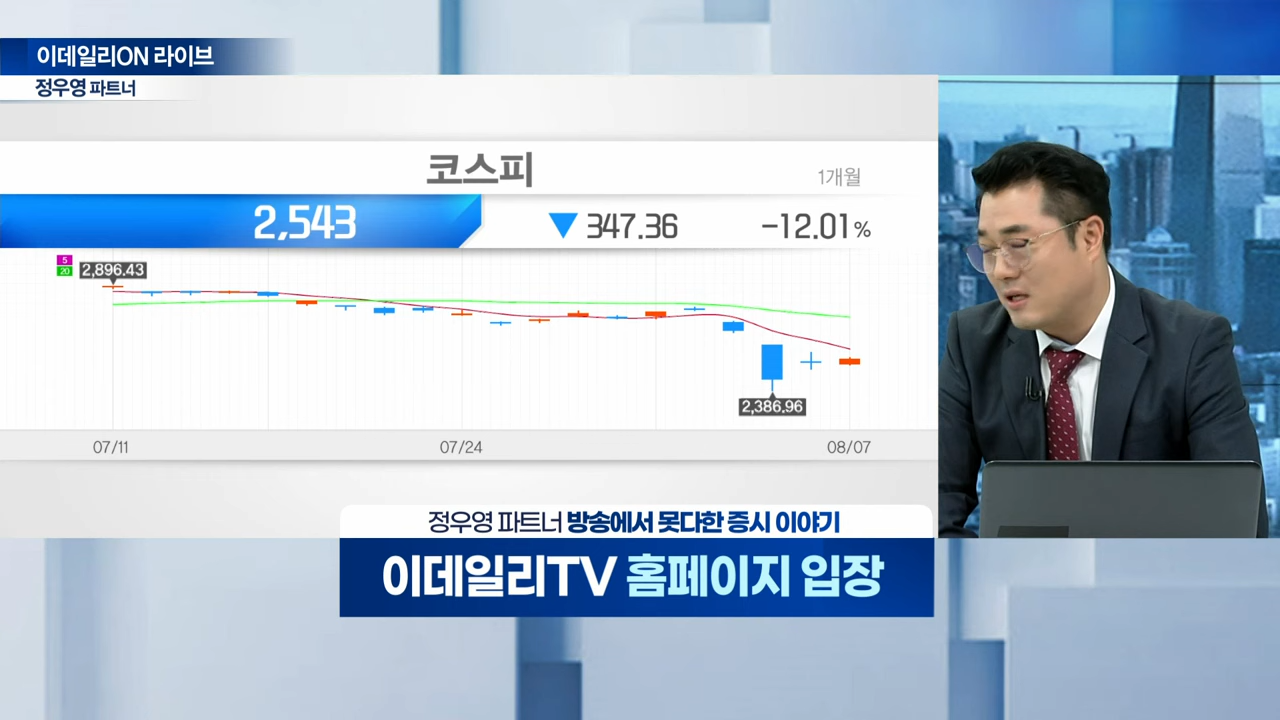 이데일리ON 라이브
정우영 파트너
코스피
1개월
2,543
▼ 347.36
-12.01%
5
20
2,896.43
2,386.96
07/11
07/24
08/07
정우영 파트너 방송에서 못다한 증시 이야기
이데일리TV 홈페이지 입장